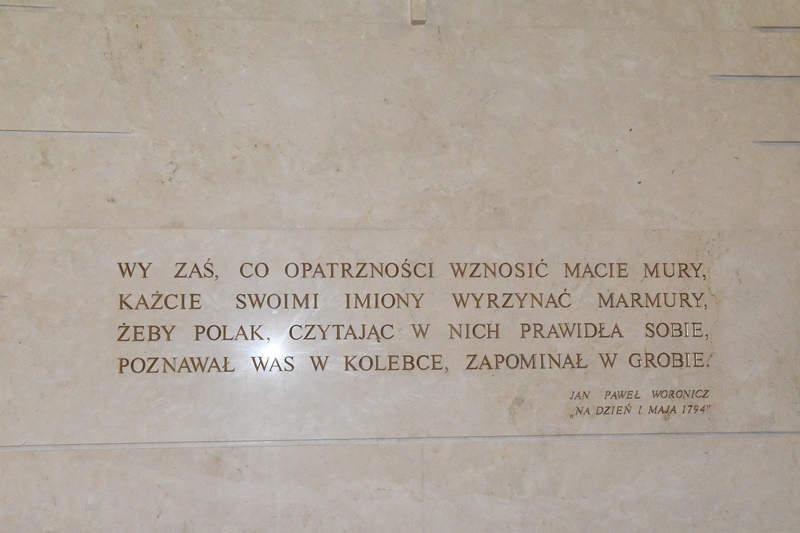 WY ZAŚ, CO OPATRZNOŚCI WZNOSIĆ MACIE MURY,
KAŻCIE SWOIMI IMIONY WYRZYNAĆ MARMURY,
ŻEBY POLAK, CZYTAJĄC W NICH PRAWIDŁA SOBIE,
POZNAWAŁ WAS W KOLEBCE, ZAPOMINAŁ W GROBIE.
JAN PAWEŁ WORONICZ
„NA DZIEŃ 1 MAJA 1794"